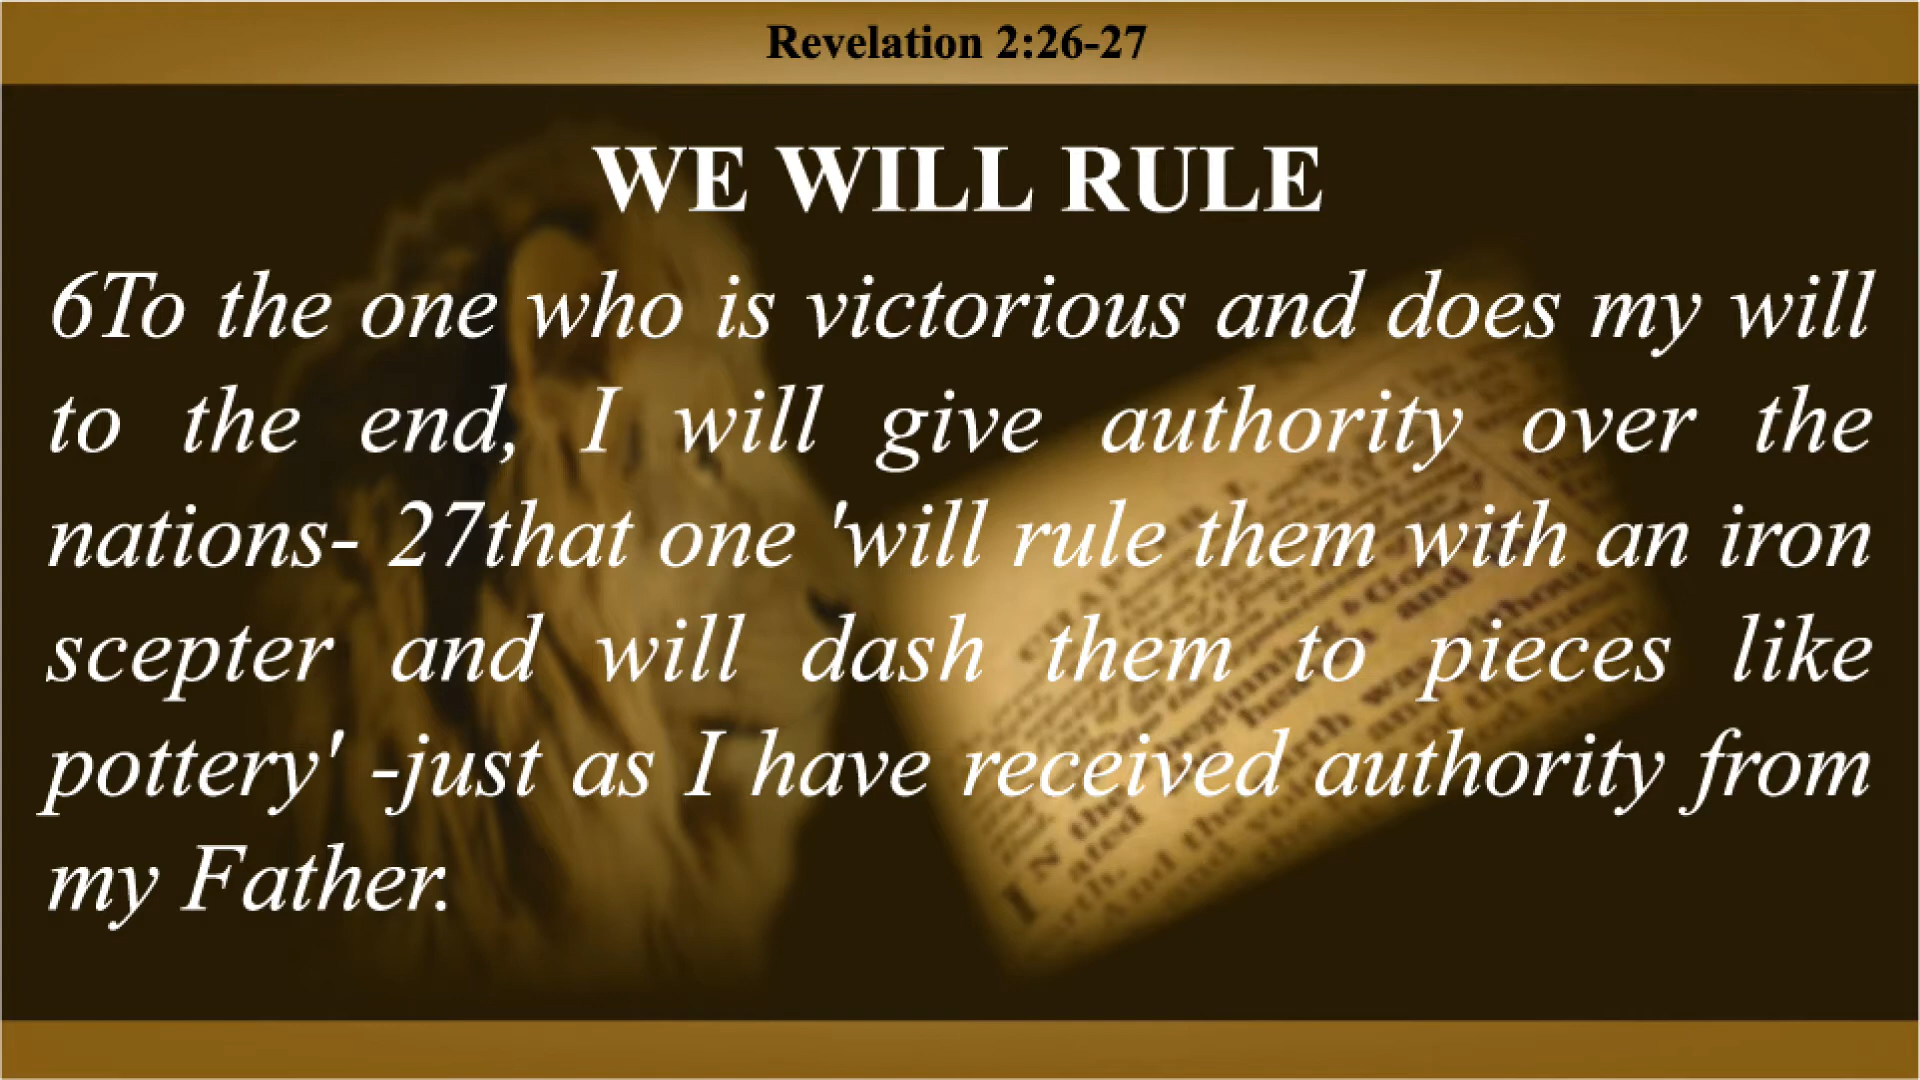 Revelation 2:26-27
WE WILL RULE
6To the one who is victorious and does my will
to the end, I will give authority over the
nations- 27that one 'will rule them with an iron
scepter and will dash them to pieces like
pottery' -just as I have received authority from
my Father.